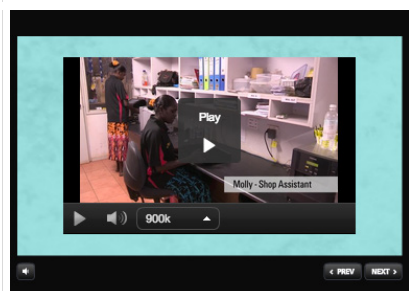 Play
Molly - Shop Assistant
900k
< PREV
NEXT >